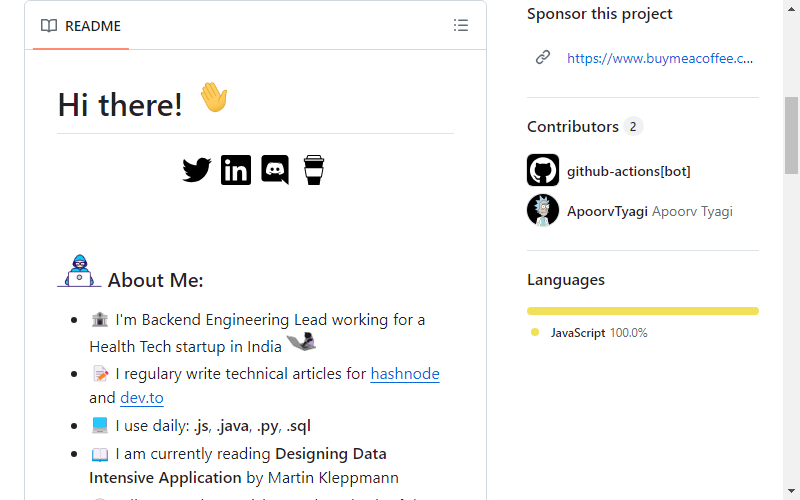 README
Hi there!
About Me:
I'm Backend Engineering Lead working for a
Health Tech startup in India
I regulary write technical articles for hashnode
and dev.to
I use daily: .js, .java, .py, .sql
I am currently reading Designing Data
Intensive Application by Martin Kleppmann
Sponsor this project
https://www.buymeacoffee.c...
Contributors 2
github-actions[bot]
ApoorvTyagi Apoorv Tyagi
Languages
JavaScript 100.0%